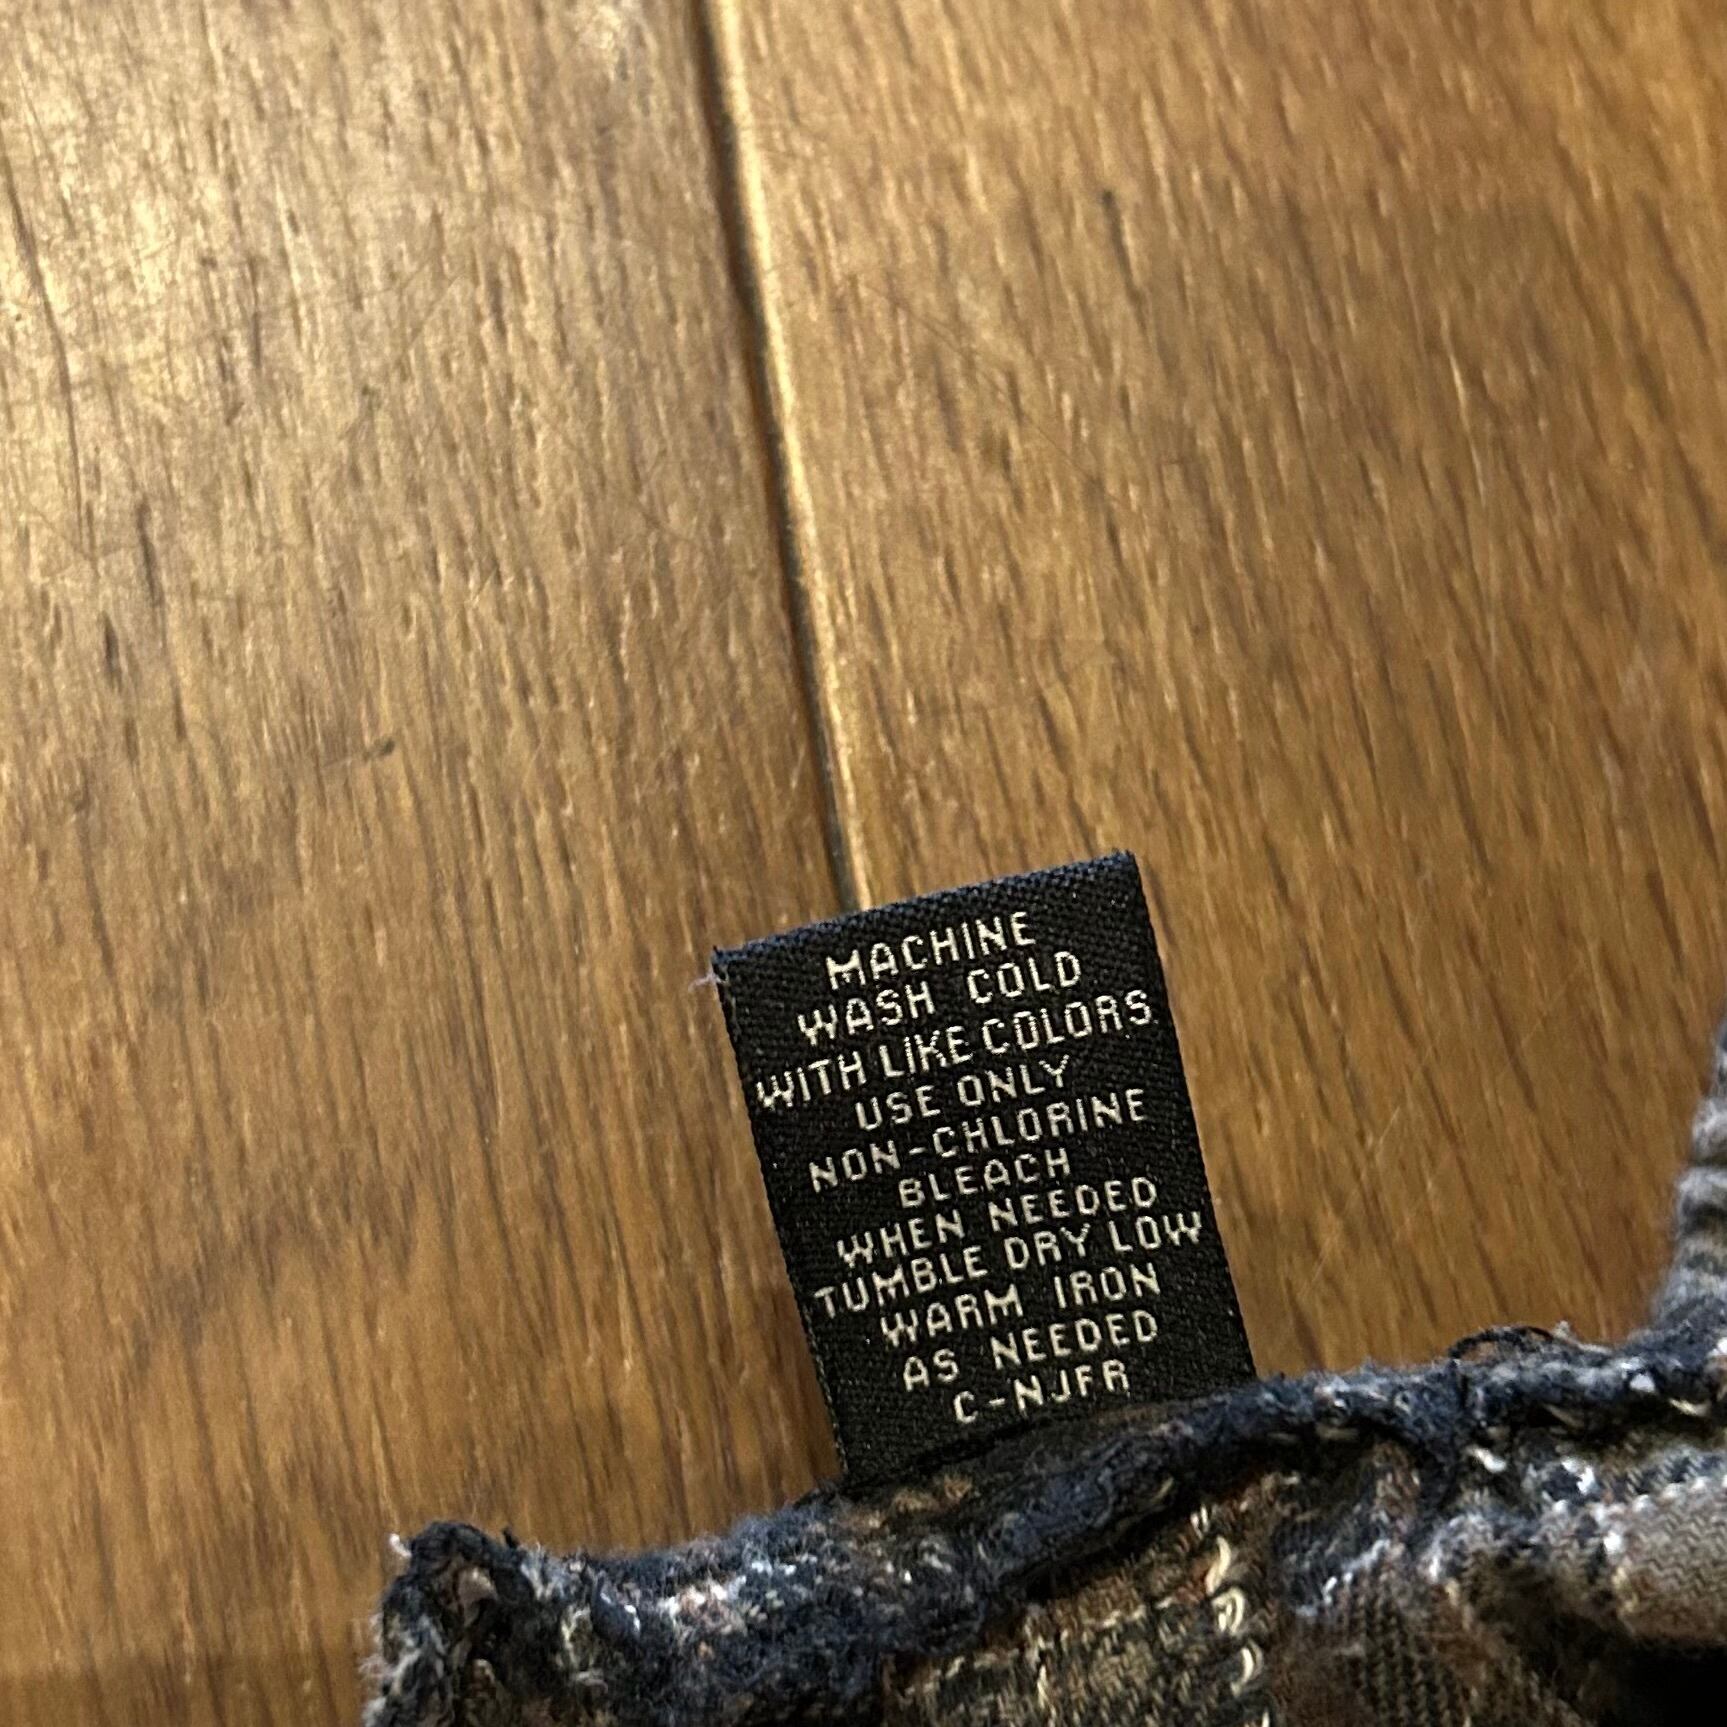 MACHINE
WASH COLD
WITH LIKE COLORS
USE ONLY
NON-CHLORINE
BLEACH
WHEN NEEDED
TUMBLE DRY LOW
WARM IRON
AS NEEDED
C-NJFR